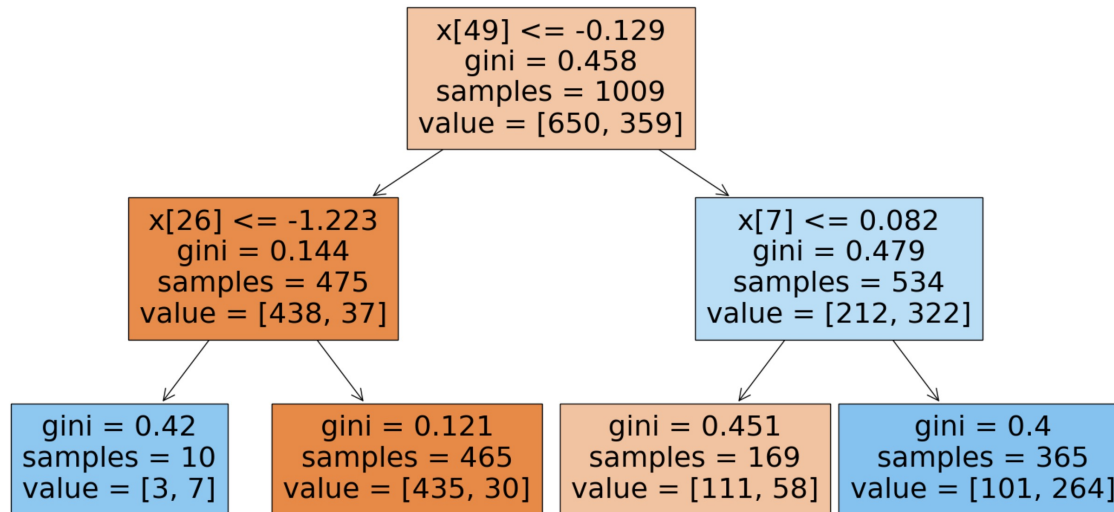 x[49] <= -0.129
gini = 0.458
samples = 1009
value = [650, 359]
x[26] <= -1.223
gini = 0.144
samples = 475
value = [438, 37]
x[7] <= 0.082
gini = 0.479
samples = 534
value = [212, 322]
gini = 0.42
samples = 10
value = [3, 7]
gini = 0.121
samples = 465
value = [435, 30]
gini = 0.451
samples = 169
value = [111, 58]
gini = 0.4
samples = 365
value = [101, 264]